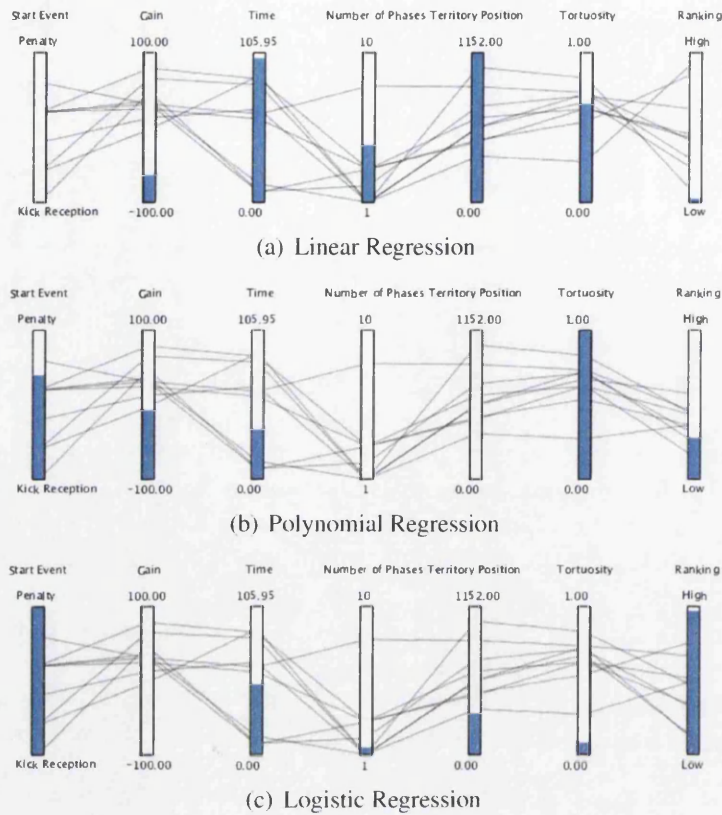 Start Event Gain Time Number of Phases Territory Position Tortuosity Ranking
Penalty 100.00 105.95 10 1152.00 1.00 High
Kick Reception -100.00 0.00 1 0.00 0.00 Low
(a) Linear Regression
Start Event Gain Time Number of Phases Territory Position Tortuosity Ranking
Penalty 100.00 105.95 10 1152.00 1.00 High
Kick Reception -100.00 0.00 1 0.00 0.00 Low
(b) Polynomial Regression
Start Event Gain Time Number of Phases Territory Position Tortuosity Ranking
Penalty 100.00 105.95 10 1152.00 1.00 High
Kick Reception -100.00 0.00 1 0.00 0.00 Low
(c) Logistic Regression